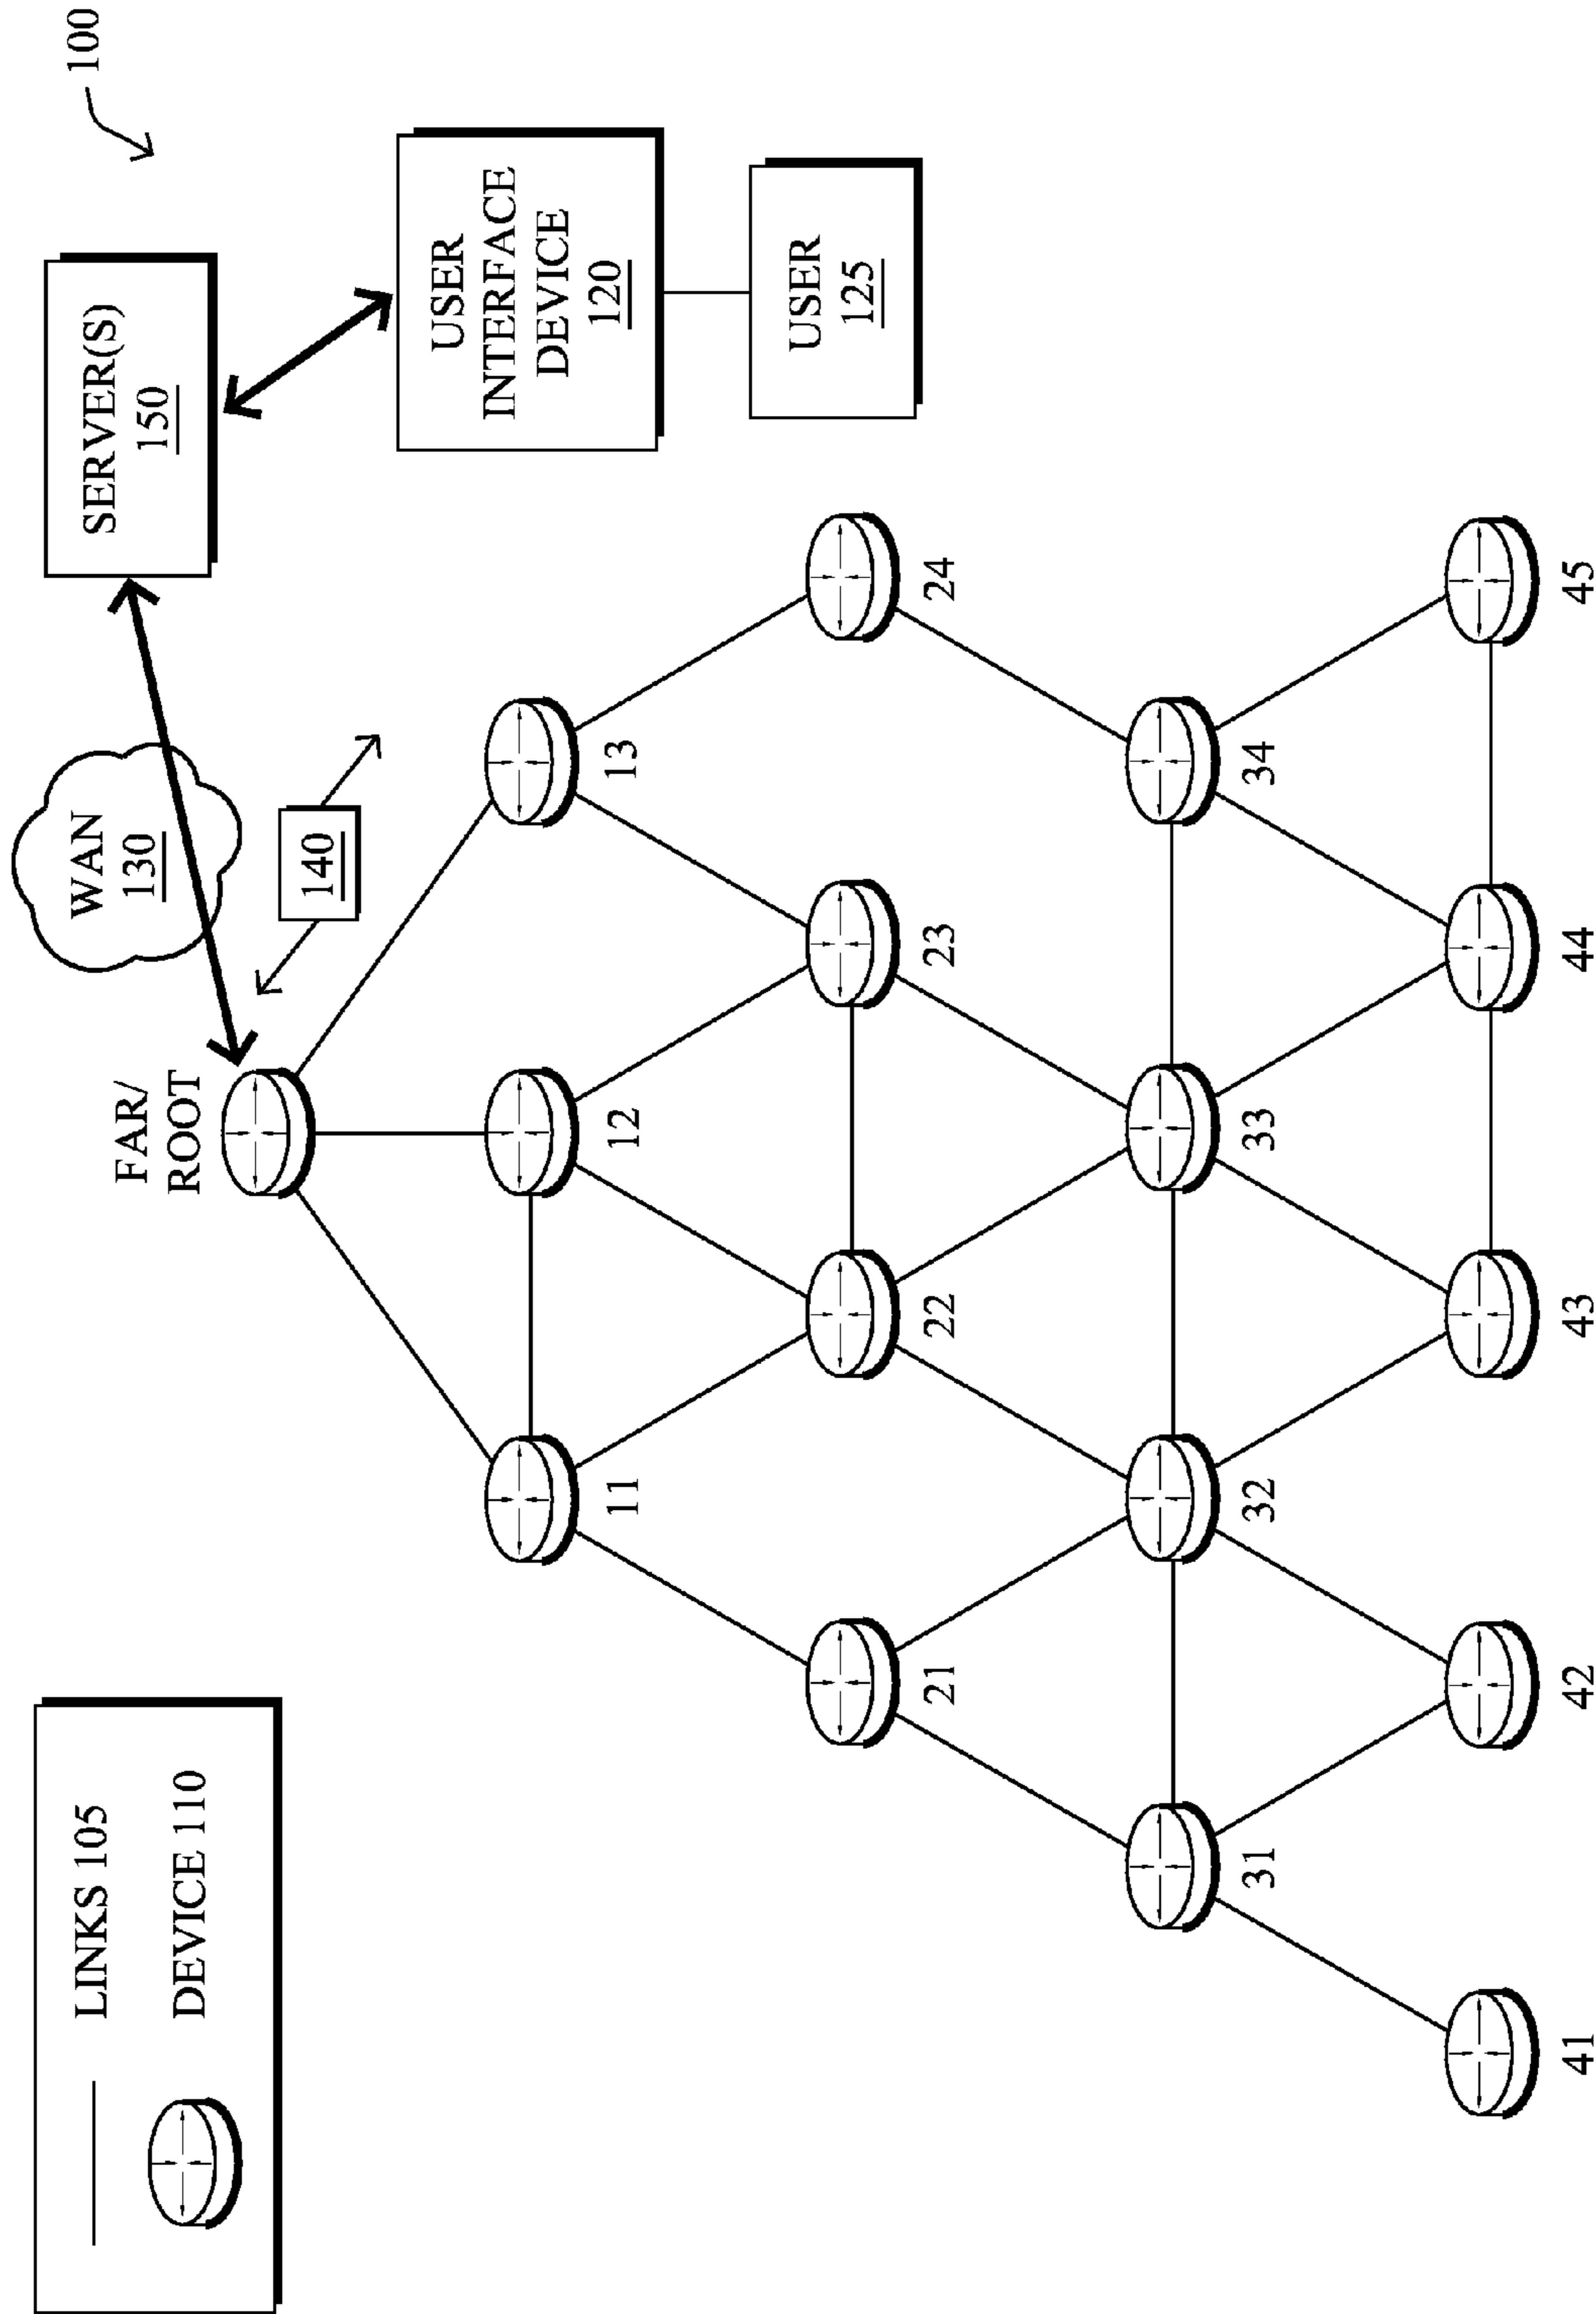 LINKS 105
DEVICE 110
100
SERVER(S)
150
WAN
130
140
USER
INTERFACE
DEVICE
120
USER
125
FAR/
ROOT
11
12
13
21
22
23
24
31
32
33
34
41
42
43
44
45